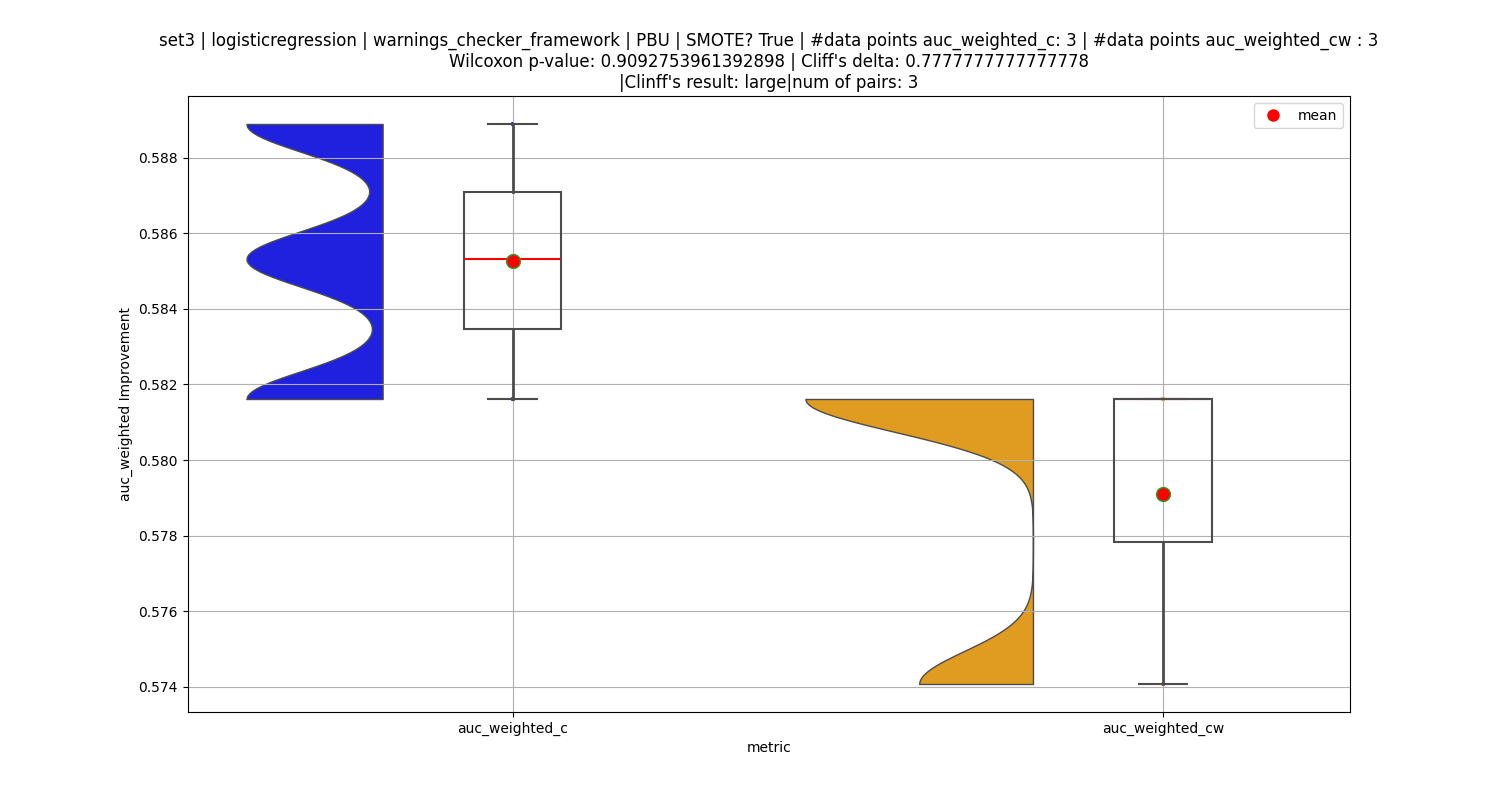 set3 | logisticregression | warnings_checker_framework | PBU | SMOTE? True | #data points auc_weighted_c: 3 | #data points auc_weighted_cw : 3
Wilcoxon p-value: 0.9092753961392898 | Cliff's delta: 0.7777777777777778
|Clinff's result: large|num of pairs: 3
mean
0.588
0.586
0.584
0.582
0.580
0.578
0.576
0.574
auc_weighted Improvement
auc_weighted_c
auc_weighted_cw
metric